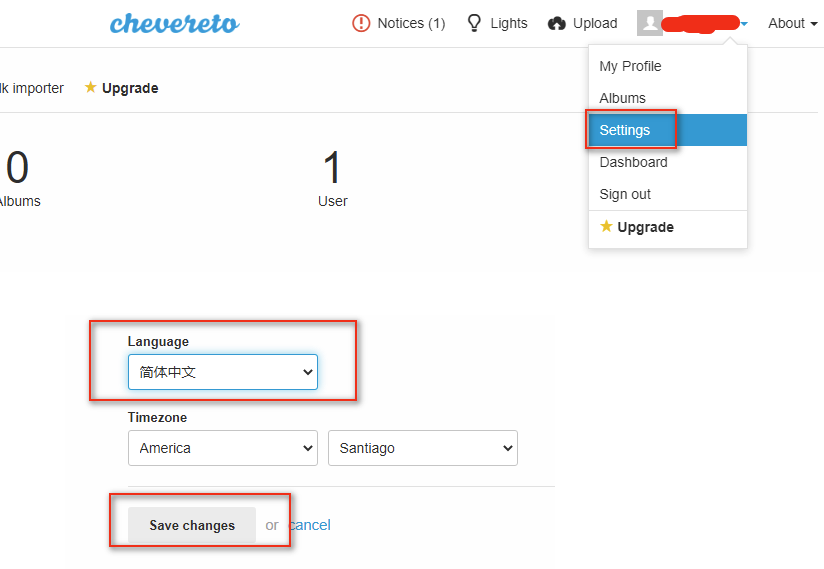 chevereto
Notices (1) Lights Upload About
lk importer Upgrade
My Profile
Albums
Settings
Dashboard
Sign out
Upgrade
0 1
Albums User
Language
简体中文
Timezone
America Santiago
Save changes or cancel